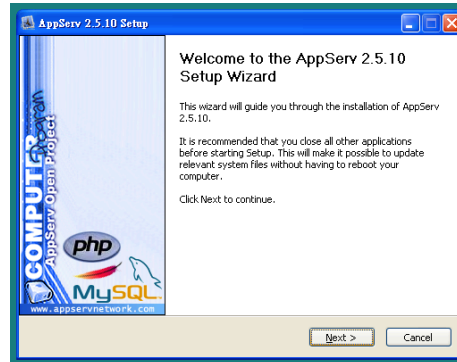 AppServ 2.5.10 Setup
Welcome to the AppServ 2.5.10
Setup Wizard
This wizard will guide you through the installation of AppServ
2.5.10.
It is recommended that you close all other applications
before starting Setup. This will make it possible to update
relevant system files without having to reboot your
computer.
Click Next to continue.
COMPUTER
Program
AppServ Open Project
php
MySQL
www.appservnetwork.com
Next >
Cancel